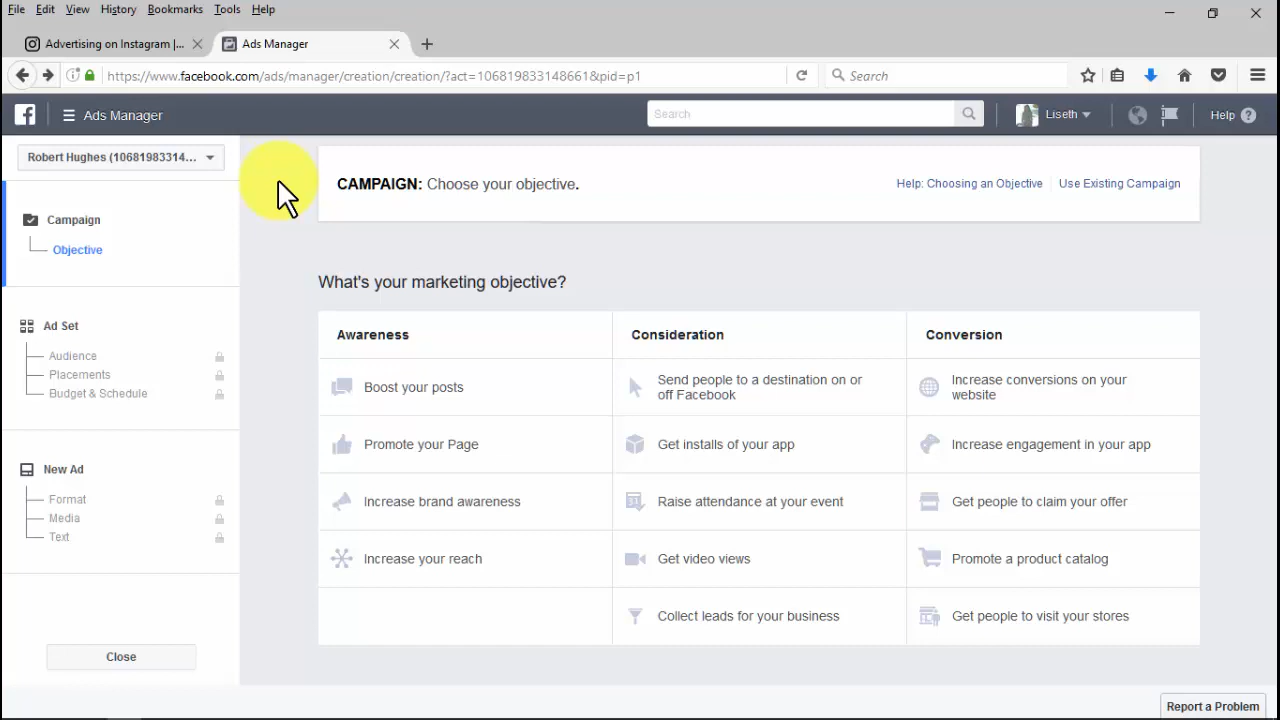 File Edit View History Bookmarks Tools Help
Advertising on Instagram |...
Ads Manager
https://www.facebook.com/ads/manager/creation/creation/?act=106819833148661&pid=p1
Search
Ads Manager
Search
Liseth
Help
Robert Hughes (10681983314...
Campaign
Objective
Ad Set
Audience
Placements
Budget & Schedule
New Ad
Format
Media
Text
Close
CAMPAIGN: Choose your objective.
Help: Choosing an Objective
Use Existing Campaign
What's your marketing objective?
Awareness
Boost your posts
Promote your Page
Increase brand awareness
Increase your reach
Consideration
Send people to a destination on or
off Facebook
Get installs of your app
Raise attendance at your event
Get video views
Collect leads for your business
Conversion
Increase conversions on your
website
Increase engagement in your app
Get people to claim your offer
Promote a product catalog
Get people to visit your stores
Report a Problem